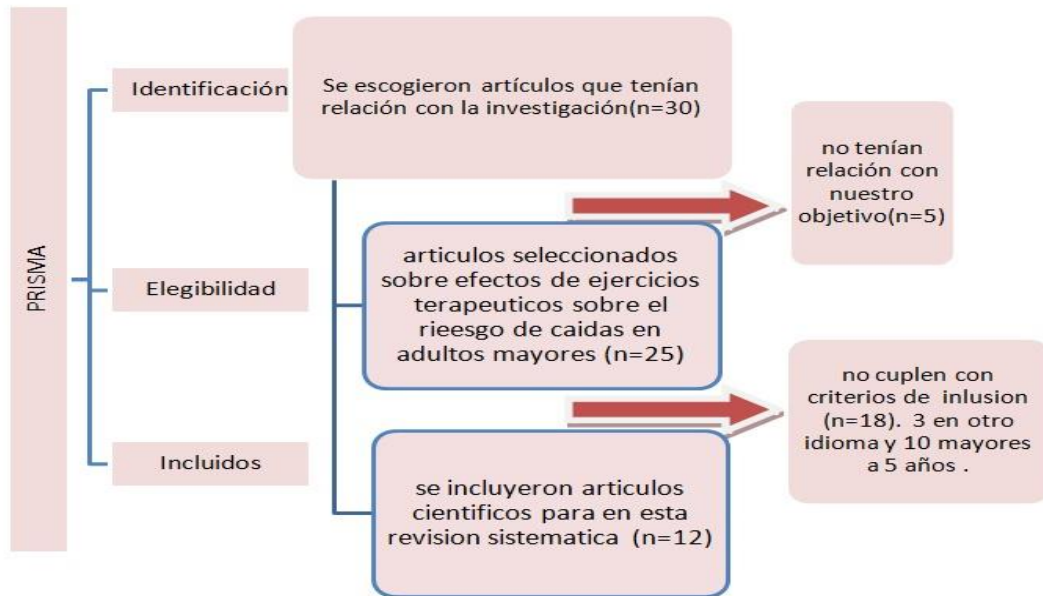 PRISMA
Identificación
Se escogieron artículos que tenían
relación con la investigación(n=30)
no tenían
relación con
nuestro
objetivo(n=5)
Elegibilidad
articulos seleccionados
sobre efectos de ejercicios
terapeuticos sobre el
rieesgo de caidas en
adultos mayores (n=25)
no cuplen con
criterios de inlusion
(n=18). 3 en otro
idioma y 10 mayores
a 5 años .
Incluidos
se incluyeron articulos
cientificos para en esta
revision sistematica (n=12)